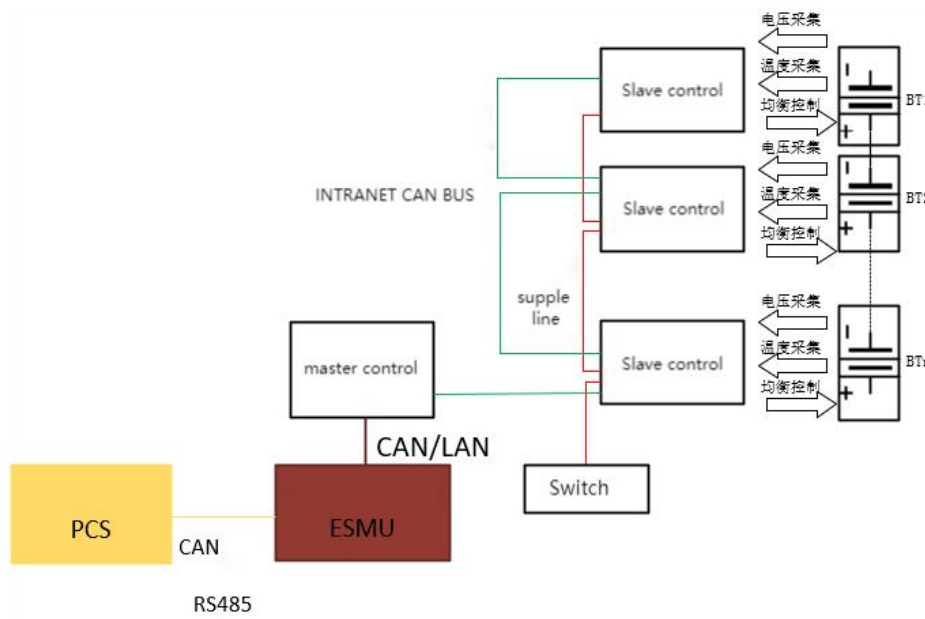 电压采集
温度采集
均衡控制
Slave control
电压采集
温度采集
均衡控制
Slave control
INTRANET CAN BUS
supple
line
电压采集
温度采集
均衡控制
Slave control
master control
CAN/LAN
Switch
PCS
ESMU
CAN
RS485